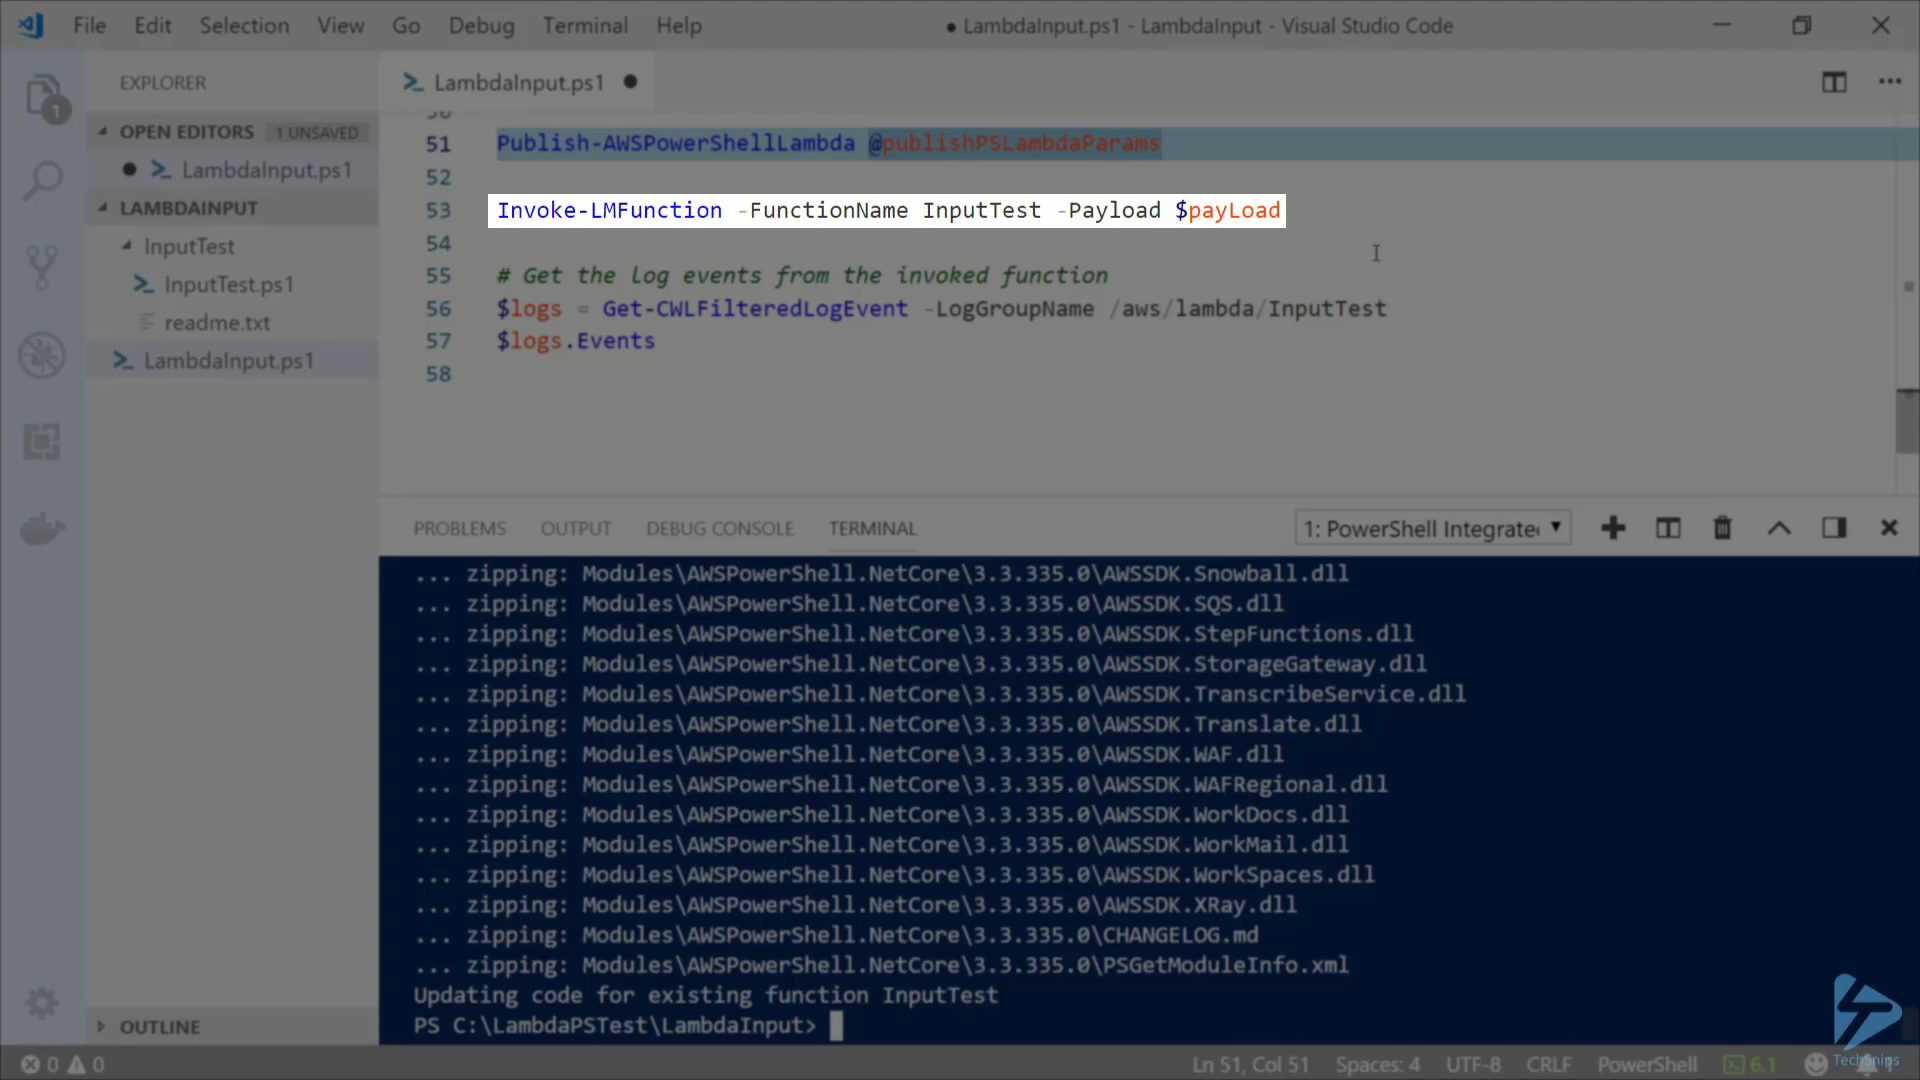 File Edit Selection View Go Debug Terminal Help
● LambdaInput.ps1 - LambdaInput - Visual Studio Code
EXPLORER
1
OPEN EDITORS 1 UNSAVED
LambdaInput.ps1
LAMBDAINPUT
InputTest
InputTest.ps1
readme.txt
LambdaInput.ps1
OUTLINE
LambdaInput.ps1
51 Publish-AWSPowerShellLambda @publishPSLambdaParams
52
53 Invoke-LMFunction -FunctionName InputTest -Payload $payLoad
54
55 # Get the log events from the invoked function
56 $logs = Get-CWLFilteredLogEvent -LogGroupName /aws/lambda/InputTest
57 $logs.Events
58
PROBLEMS OUTPUT DEBUG CONSOLE TERMINAL
1: PowerShell Integrate
... zipping: Modules\AWSPowerShell.NetCore\3.3.335.0\AWSSDK.Snowball.dll
... zipping: Modules\AWSPowerShell.NetCore\3.3.335.0\AWSSDK.SQS.dll
... zipping: Modules\AWSPowerShell.NetCore\3.3.335.0\AWSSDK.StepFunctions.dll
... zipping: Modules\AWSPowerShell.NetCore\3.3.335.0\AWSSDK.StorageGateway.dll
... zipping: Modules\AWSPowerShell.NetCore\3.3.335.0\AWSSDK.TranscribeService.dll
... zipping: Modules\AWSPowerShell.NetCore\3.3.335.0\AWSSDK.Translate.dll
... zipping: Modules\AWSPowerShell.NetCore\3.3.335.0\AWSSDK.WAF.dll
... zipping: Modules\AWSPowerShell.NetCore\3.3.335.0\AWSSDK.WAFRegional.dll
... zipping: Modules\AWSPowerShell.NetCore\3.3.335.0\AWSSDK.WorkDocs.dll
... zipping: Modules\AWSPowerShell.NetCore\3.3.335.0\AWSSDK.WorkMail.dll
... zipping: Modules\AWSPowerShell.NetCore\3.3.335.0\AWSSDK.WorkSpaces.dll
... zipping: Modules\AWSPowerShell.NetCore\3.3.335.0\AWSSDK.XRay.dll
... zipping: Modules\AWSPowerShell.NetCore\3.3.335.0\CHANGELOG.md
... zipping: Modules\AWSPowerShell.NetCore\3.3.335.0\PSGetModuleInfo.xml
Updating code for existing function InputTest
PS C:\LambdaPSTest\LambdaInput>
0 0
Ln 51, Col 51 Spaces: 4 UTF-8 CRLF PowerShell 6.1
TechSnips